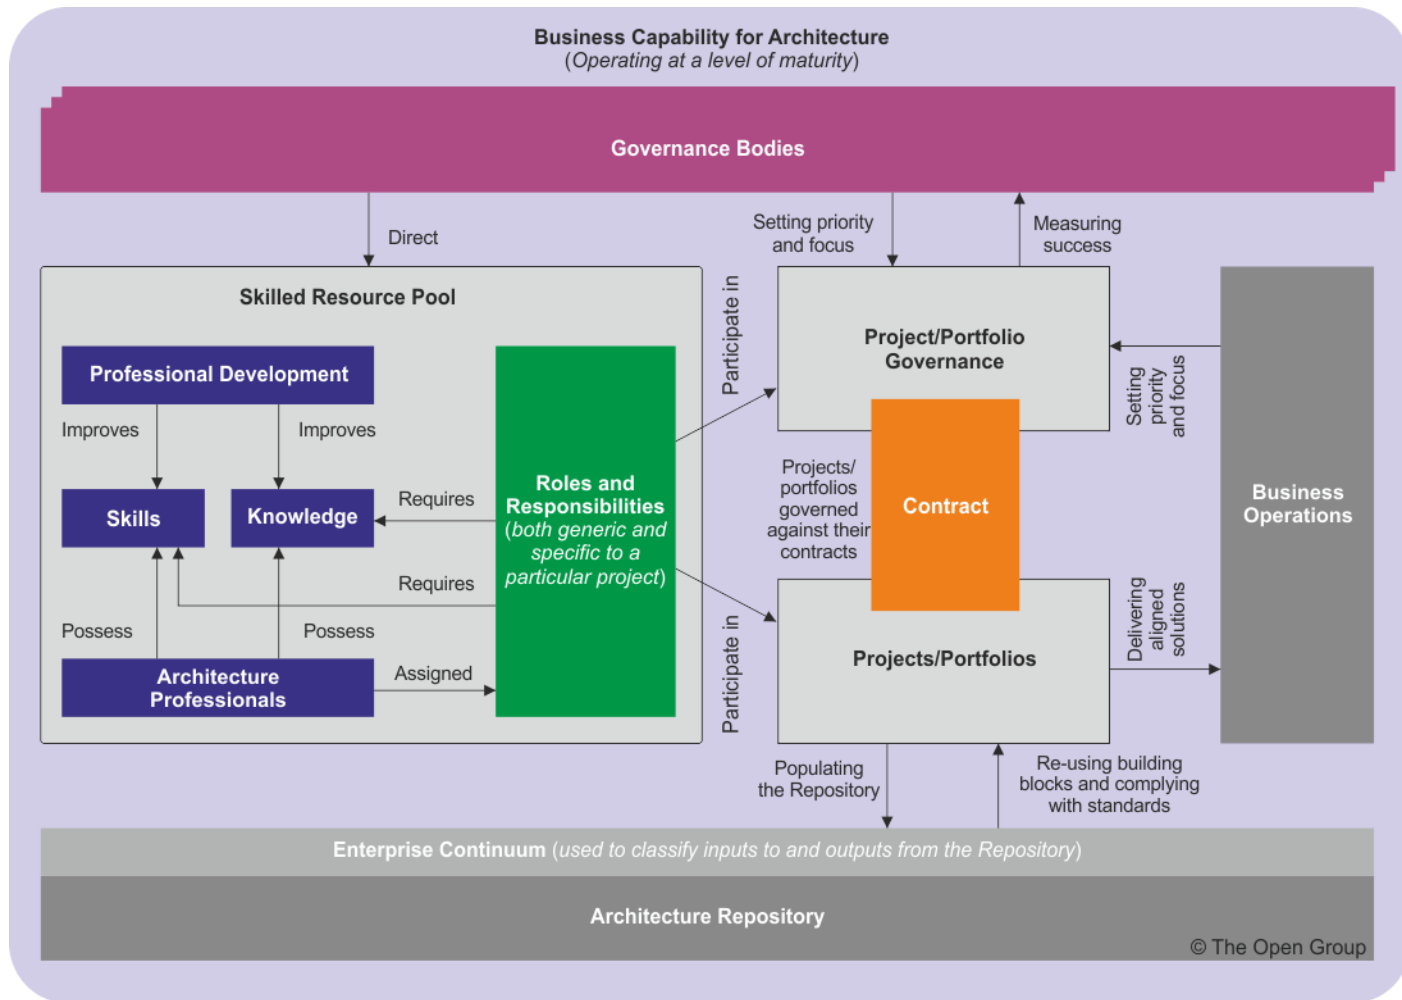 Business Capability for Architecture
(Operating at a level of maturity)
Governance Bodies
Direct
Setting priority
and focus
Measuring
success
Skilled Resource Pool
Professional Development
Improves
Improves
Skills
Knowledge
Requires
Requires
Possess
Possess
Architecture
Professionals
Assigned
Roles and
Responsibilities
(both generic and
specific to a
particular project)
Participate in
Participate in
Project/Portfolio
Governance
Projects/
portfolios
governed
against their
contracts
Contract
Projects/Portfolios
Setting
priority
and focus
Delivering
aligned
solutions
Business
Operations
Populating
the Repository
Re-using building
blocks and complying
with standards
Enterprise Continuum (used to classify inputs to and outputs from the Repository)
Architecture Repository
© The Open Group